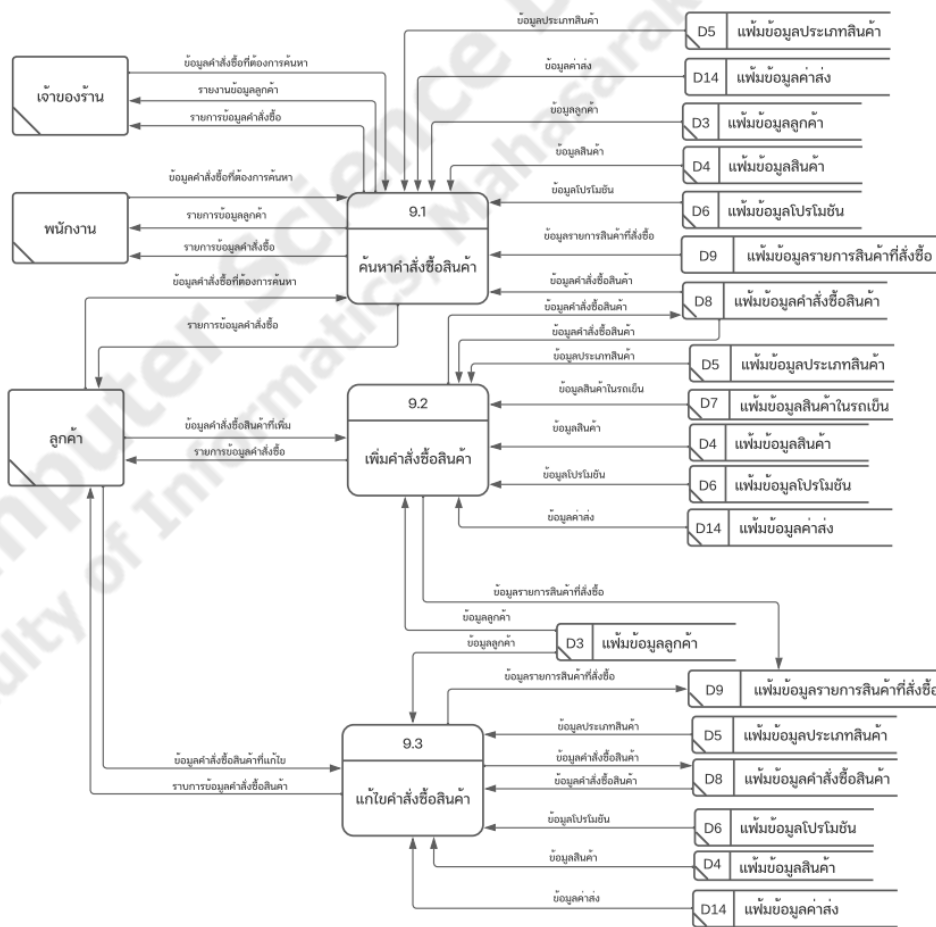 ข้อมูลประเภทสินค้า
D5 แฟ้มข้อมูลประเภทสินค้า
ข้อมูลคำสั่งซื้อที่ต้องการค้นหา
ข้อมูลค่าส่ง
D14 แฟ้มข้อมูลค่าส่ง
เจ้าของร้าน
รายงานข้อมูลลูกค้า
รายการข้อมูลคำสั่งซื้อ
ข้อมูลลูกค้า
D3 แฟ้มข้อมูลลูกค้า
ข้อมูลสินค้า
D4 แฟ้มข้อมูลสินค้า
ข้อมูลคำสั่งซื้อที่ต้องการค้นหา
ข้อมูลโปรโมชัน
D6 แฟ้มข้อมูลโปรโมชัน
พนักงาน
รายการข้อมูลลูกค้า
รายการข้อมูลคำสั่งซื้อ
9.1
ค้นหาคำสั่งซื้อสินค้า
ข้อมูลรายการสินค้าที่สั่งซื้อ
D9 แฟ้มข้อมูลรายการสินค้าที่สั่งซื้อ
ข้อมูลคำสั่งซื้อที่ต้องการค้นหา
ข้อมูลคำสั่งซื้อสินค้า
D8 แฟ้มข้อมูลคำสั่งซื้อสินค้า
ข้อมูลคำสั่งซื้อสินค้า
รายการข้อมูลคำสั่งซื้อ
ข้อมูลคำสั่งซื้อสินค้า
ข้อมูลประเภทสินค้า
D5 แฟ้มข้อมูลประเภทสินค้า
ข้อมูลสินค้าในรถเข็น
D7 แฟ้มข้อมูลสินค้าในรถเข็น
9.2
เพิ่มคำสั่งซื้อสินค้า
ลูกค้า
ข้อมูลคำสั่งซื้อสินค้าที่เพิ่ม
รายการข้อมูลคำสั่งซื้อ
ข้อมูลสินค้า
D4 แฟ้มข้อมูลสินค้า
ข้อมูลโปรโมชัน
D6 แฟ้มข้อมูลโปรโมชัน
ข้อมูลค่าส่ง
D14 แฟ้มข้อมูลค่าส่ง
ข้อมูลรายการสินค้าที่สั่งซื้อ
ข้อมูลลูกค้า
ข้อมูลลูกค้า
D3 แฟ้มข้อมูลลูกค้า
ข้อมูลรายการสินค้าที่สั่งซื้อ
D9 แฟ้มข้อมูลรายการสินค้าที่สั่งซื้อ
9.3
แก้ไขคำสั่งซื้อสินค้า
ข้อมูลประเภทสินค้า
D5 แฟ้มข้อมูลประเภทสินค้า
ข้อมูลคำสั่งซื้อสินค้าที่แก้ไข
ราบการข้อมูลคำสั่งซื้อสินค้า
ข้อมูลคำสั่งซื้อสินค้า
ข้อมูลคำสั่งซื้อสินค้า
D8 แฟ้มข้อมูลคำสั่งซื้อสินค้า
ข้อมูลโปรโมชัน
D6 แฟ้มข้อมูลโปรโมชัน
ข้อมูลสินค้า
D4 แฟ้มข้อมูลสินค้า
ข้อมูลค่าส่ง
D14 แฟ้มข้อมูลค่าส่ง
Computer Science
Faculty of Informatics,